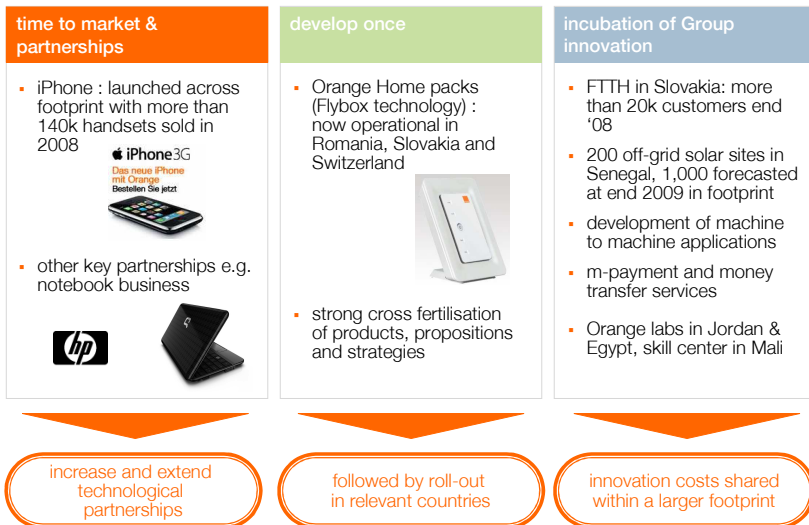 time to market &
partnerships
iPhone : launched across
footprint with more than
140k handsets sold in
2008
iPhone 3G
Das neue iPhone
mit Orange
Bestellen Sie jetzt
other key partnerships e.g.
notebook business
hp
increase and extend
technological
partnerships
develop once
Orange Home packs
(Flybox technology) :
now operational in
Romania, Slovakia and
Switzerland
strong cross fertilisation
of products, propositions
and strategies
followed by roll-out
in relevant countries
incubation of Group
innovation
FTTH in Slovakia: more
than 20k customers end
‘08
200 off-grid solar sites in
Senegal, 1,000 forecasted
at end 2009 in footprint
development of machine
to machine applications
m-payment and money
transfer services
Orange labs in Jordan &
Egypt, skill center in Mali
innovation costs shared
within a larger footprint